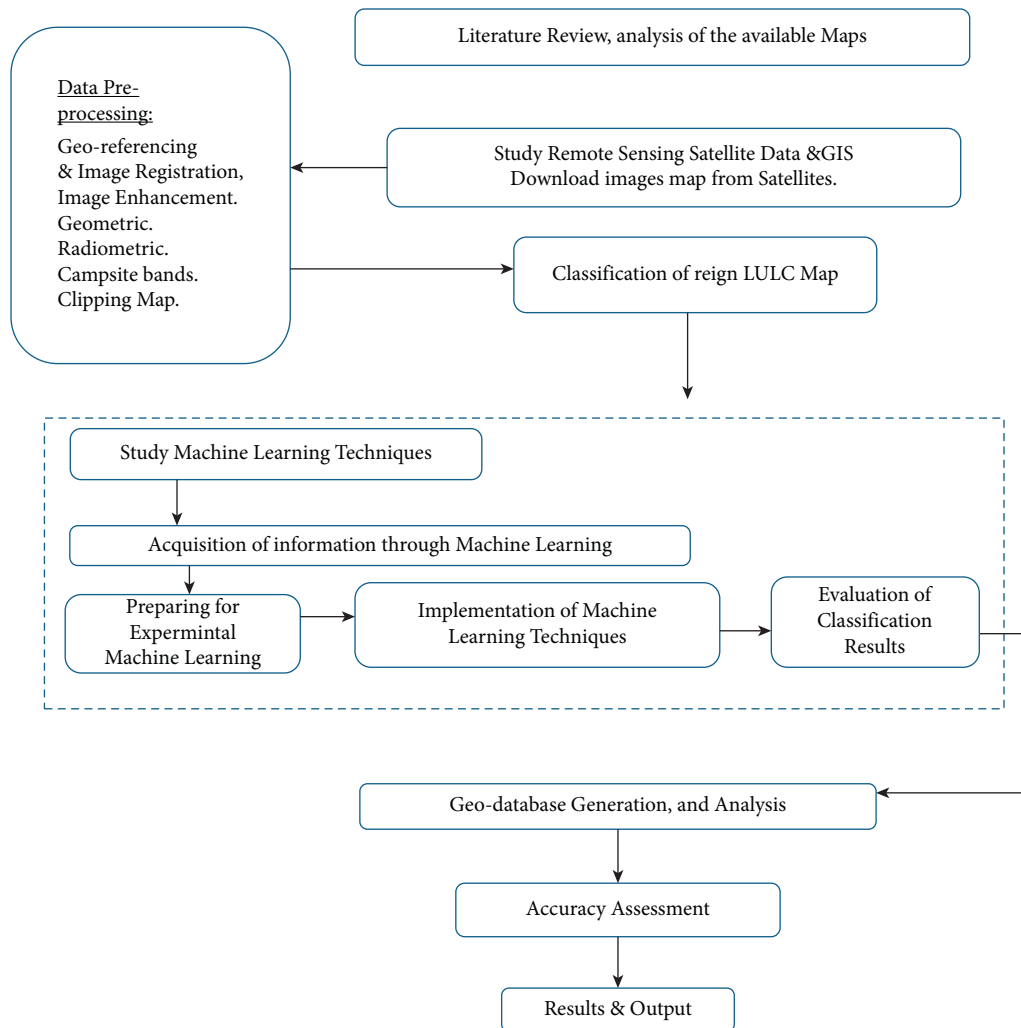 Literature Review, analysis of the available Maps
Data Pre-
processing:
Geo-referencing
& Image Registration,
Image Enhancement.
Geometric.
Radiometric.
Campsite bands.
Clipping Map.
Study Remote Sensing Satellite Data &GIS
Download images map from Satellites.
Classification of reign LULC Map
Study Machine Learning Techniques
Acquisition of information through Machine Learning
Preparing for
Expermintal
Machine Learning
Implementation of Machine
Learning Techniques
Evaluation of
Classification
Results
Geo-database Generation, and Analysis
Accuracy Assessment
Results & Output